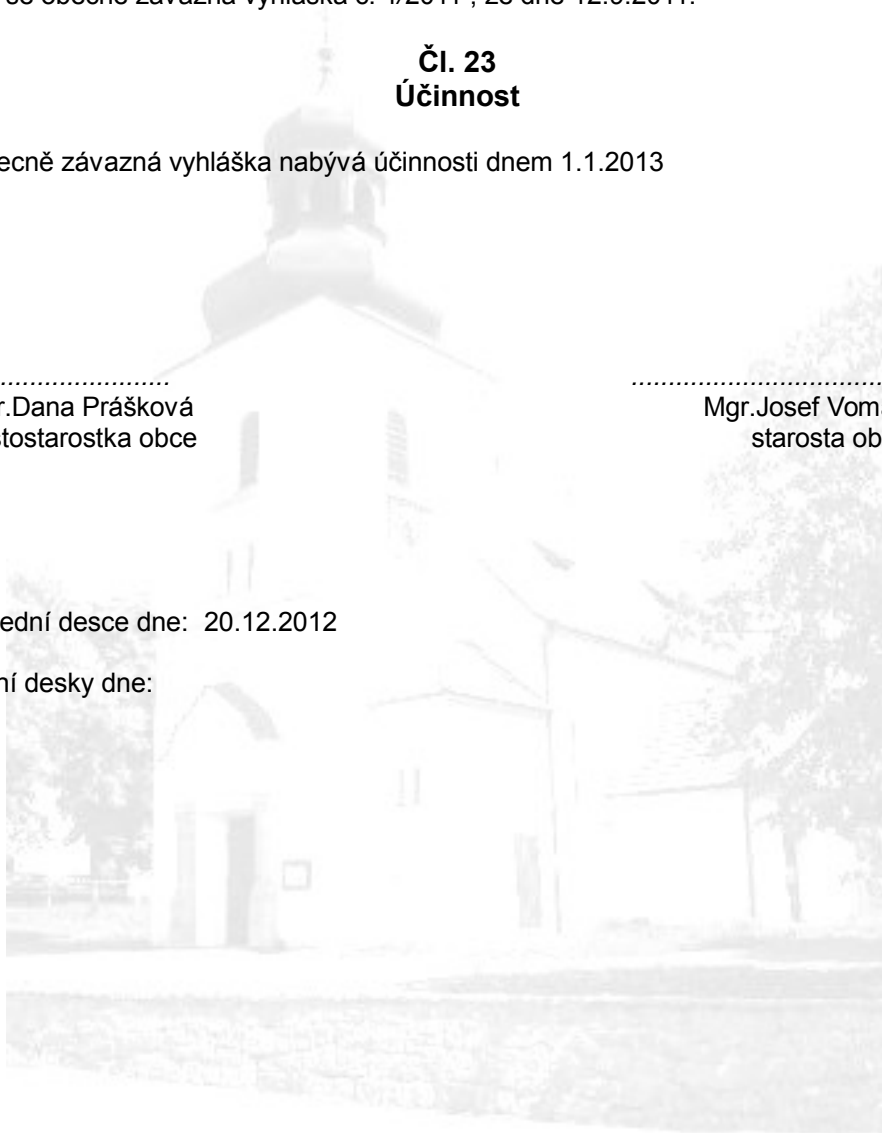 se obecně závazná vyhláška č. /2011 , ze dne 12.9.2011.
Čl. 23
Účinnost
ecně závazná vyhláška nabývá účinnosti dnem 1.1.2013
...................... ..................................
r.Dana Prášková Mgr.Josef Vom
stostarostka obce starosta ob
ední desce dne: 20.12.2012
ní desky dne: